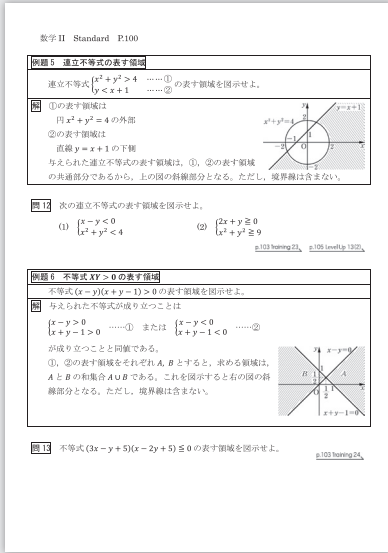 数学Ⅱ Standard P.100
例題5 連立不等式の表す領域
連立不等式 { x² + y² > 4 ……①
y < x + 1 ……② の表す領域を図示せよ。
解 ①の表す領域は
円 x² + y² = 4 の外部
②の表す領域は
直線 y = x + 1 の下側
与えられた連立不等式の表す領域は，①，②の表す領域
の共通部分であるから，上の図の斜線部分となる。ただし，境界線は含まない。
y=x+1
x²+y²=4
y
2
1
-1
-2
O
2
x
問12 次の連立不等式の表す領域を図示せよ。
(1) { x − y < 0
x² + y² < 4
(2) { 2x + y ≧ 0
x² + y² ≧ 9
p.103 Training 23 p.105 LevelUp 13(2)
例題6 不等式 XY > 0 の表す領域
不等式 (x − y)(x + y − 1) > 0 の表す領域を図示せよ。
解 与えられた不等式が成り立つことは
{ x − y > 0
x + y − 1 > 0 ……① または { x − y < 0
x + y − 1 < 0 ……②
が成り立つことと同値である。
①，②の表す領域をそれぞれ A, B とすると，求める領域は，
A と B の和集合 A ∪ B である。これを図示すると右の図の斜
線部分となる。ただし，境界線は含まない。
y
x−y=0
1
1/2
B
A
O
1/2
1
x
x+y−1=0
問13 不等式 (3x − y + 5)(x − 2y + 5) ≦ 0 の表す領域を図示せよ。
p.103 Training 24